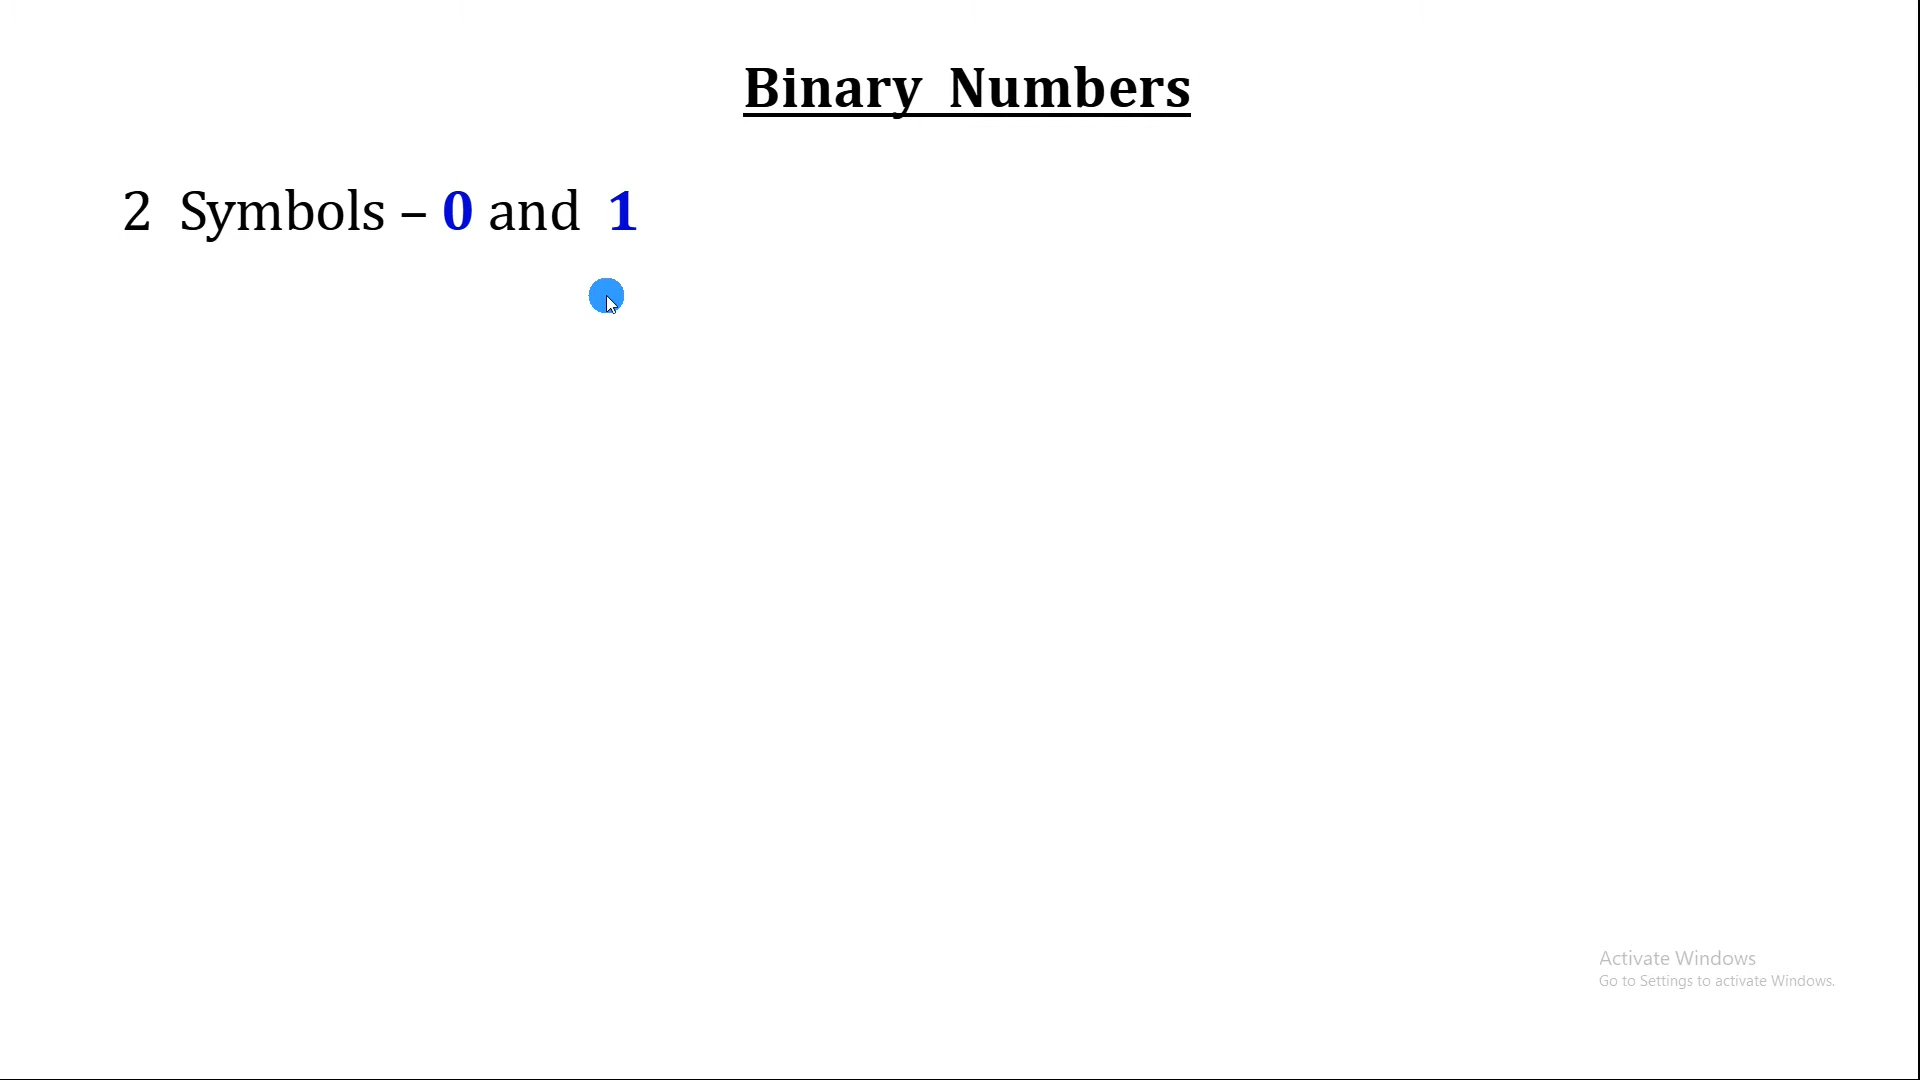 Binary Numbers
2 Symbols – 0 and 1
Activate Windows
Go to Settings to activate Windows.